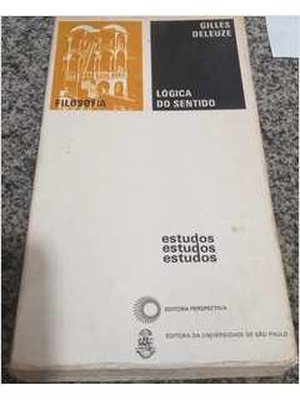 GILLES
DELEUZE
FILOSOFIA
LÓGICA
DO SENTIDO
estudos
estudos
estudos
EDITORA PERSPECTIVA
EDITORA DA UNIVERSIDADE DE SÃO PAULO